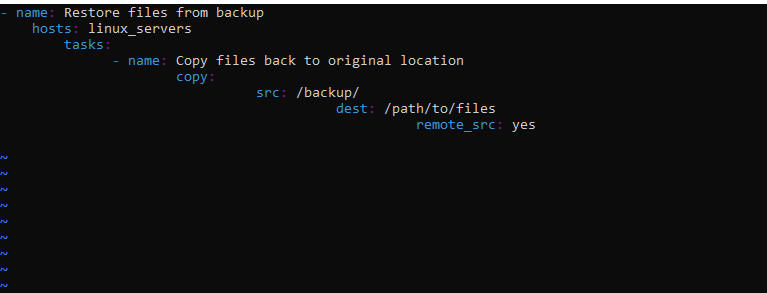 - name: Restore files from backup
    hosts: linux_servers
        tasks:
              - name: Copy files back to original location
                      copy:
                                src: /backup/
                                          dest: /path/to/files
                                                    remote_src: yes

~
~
~
~
~
~
~
~
~